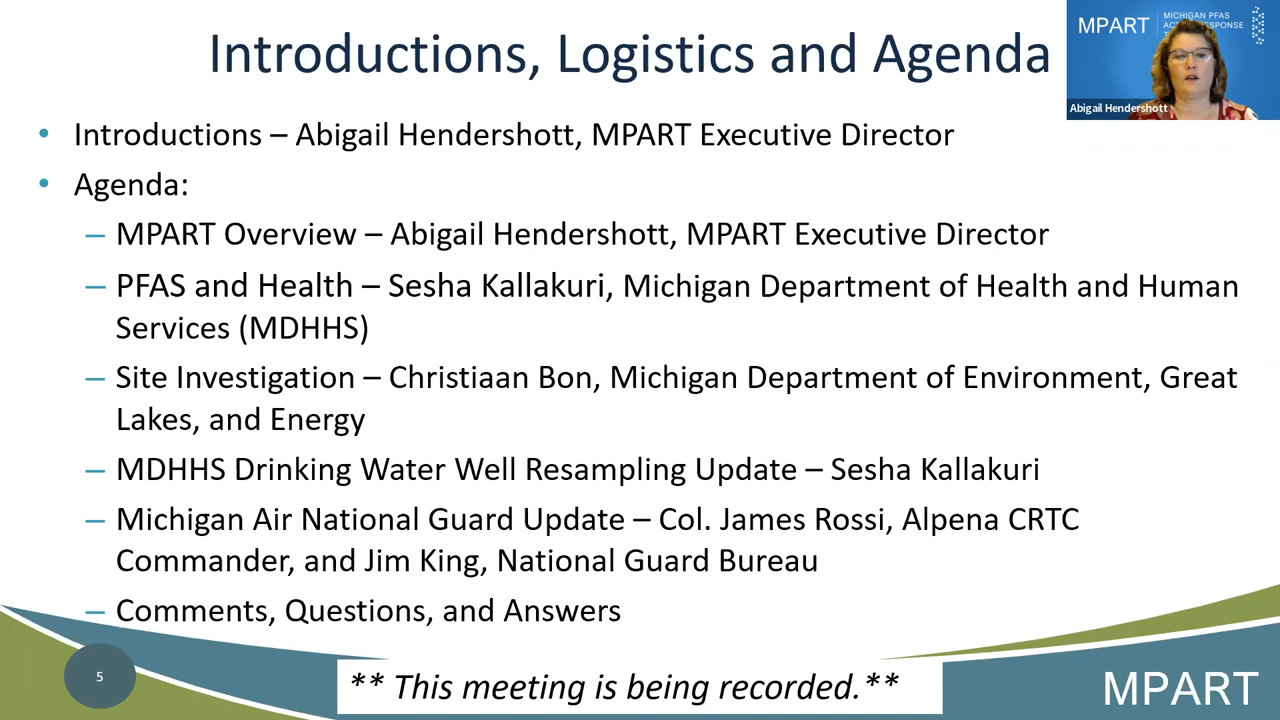 Introductions, Logistics and Agenda
MPART
MICHIGAN PFAS
Abigail Hendershott
• Introductions – Abigail Hendershott, MPART Executive Director
• Agenda:
– MPART Overview – Abigail Hendershott, MPART Executive Director
– PFAS and Health – Sesha Kallakuri, Michigan Department of Health and Human
Services (MDHHS)
– Site Investigation – Christiaan Bon, Michigan Department of Environment, Great
Lakes, and Energy
– MDHHS Drinking Water Well Resampling Update – Sesha Kallakuri
– Michigan Air National Guard Update – Col. James Rossi, Alpena CRTC
Commander, and Jim King, National Guard Bureau
– Comments, Questions, and Answers
5
** This meeting is being recorded.**
MPART